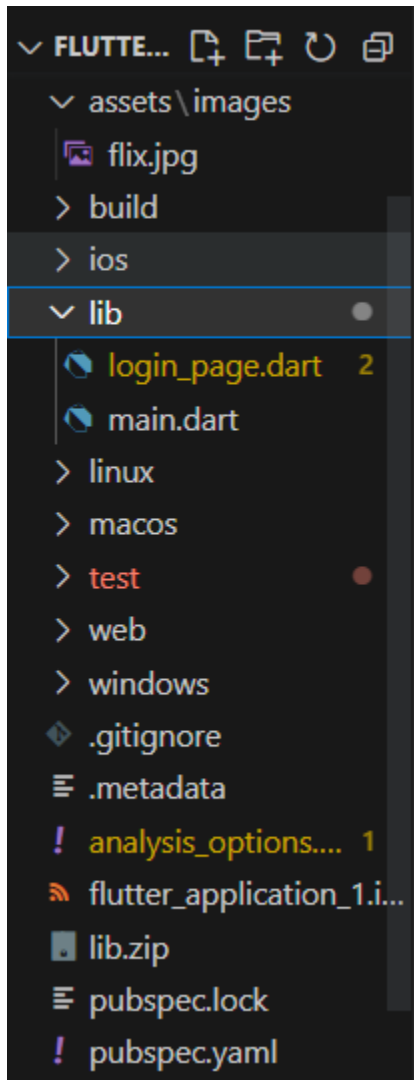 FLUTTE...
assets\images
flix.jpg
build
ios
lib
login_page.dart 2
main.dart
linux
macos
test
web
windows
.gitignore
.metadata
! analysis_options.... 1
flutter_application_1.i...
lib.zip
pubspec.lock
! pubspec.yaml